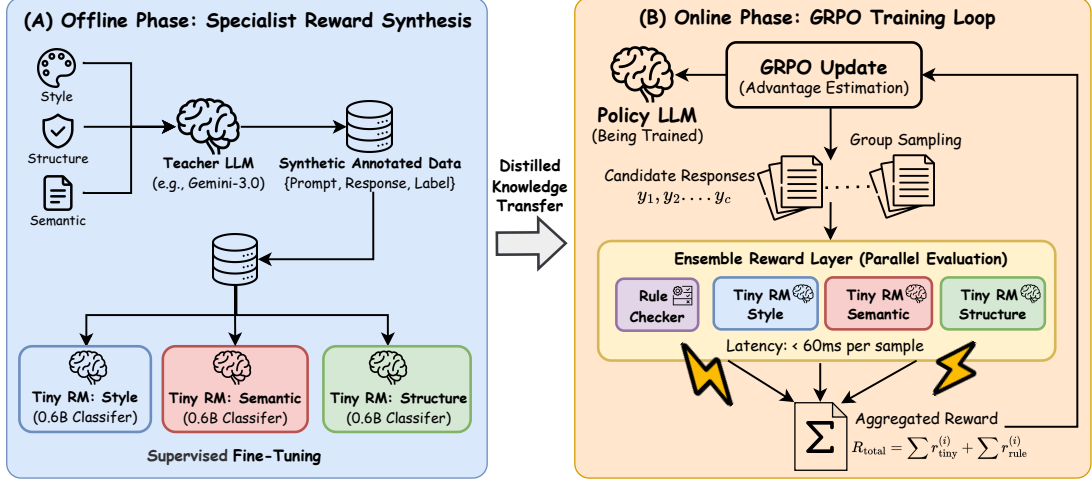 (A) Offline Phase: Specialist Reward Synthesis
Style
Structure
Semantic
Teacher LLM
(e.g., Gemini-3.0)
Synthetic Annotated Data
{Prompt, Response, Label}
Tiny RM: Style
(0.6B Classifer)
Tiny RM: Semantic
(0.6B Classifer)
Tiny RM: Structure
(0.6B Classifer)
Supervised Fine-Tuning
Distilled
Knowledge
Transfer
(B) Online Phase: GRPO Training Loop
GRPO Update
(Advantage Estimation)
Policy LLM
(Being Trained)
Group Sampling
Candidate Responses
y₁, y₂. . . . y_c
Ensemble Reward Layer (Parallel Evaluation)
Rule
Checker
Tiny RM
Style
Tiny RM
Semantic
Tiny RM
Structure
Latency: < 60ms per sample
Σ
Aggregated Reward
R_total = ∑ r_tiny^(i) + ∑ r_rule^(i)